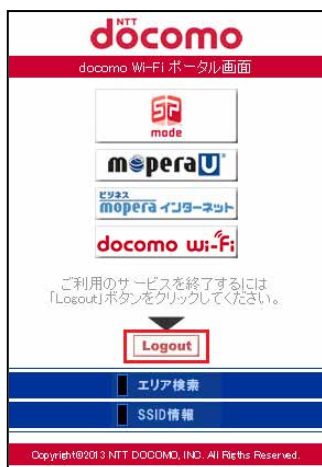 NTT
docomo
docomo Wi-Fi ポータル画面
SP
mode
moperaU
ビジネス
mopera インターネット
docomo wi-Fi
ご利用のサービスを終了するには
「Logout」ボタンをクリックしてください。
Logout
エリア検索
SSID情報
Copyright©2013 NTT DOCOMO, INC. All Rigths Reserved.